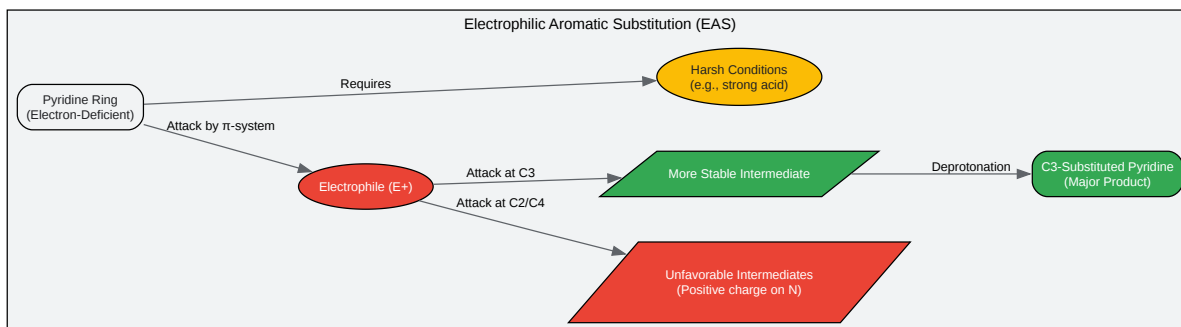 Electrophilic Aromatic Substitution (EAS)
Harsh Conditions
(e.g., strong acid)
Requires
Pyridine Ring
(Electron-Deficient)
Attack by π-system
Electrophile (E+)
Attack at C3
More Stable Intermediate
Deprotonation
C3-Substituted Pyridine
(Major Product)
Attack at C2/C4
Unfavorable Intermediates
(Positive charge on N)